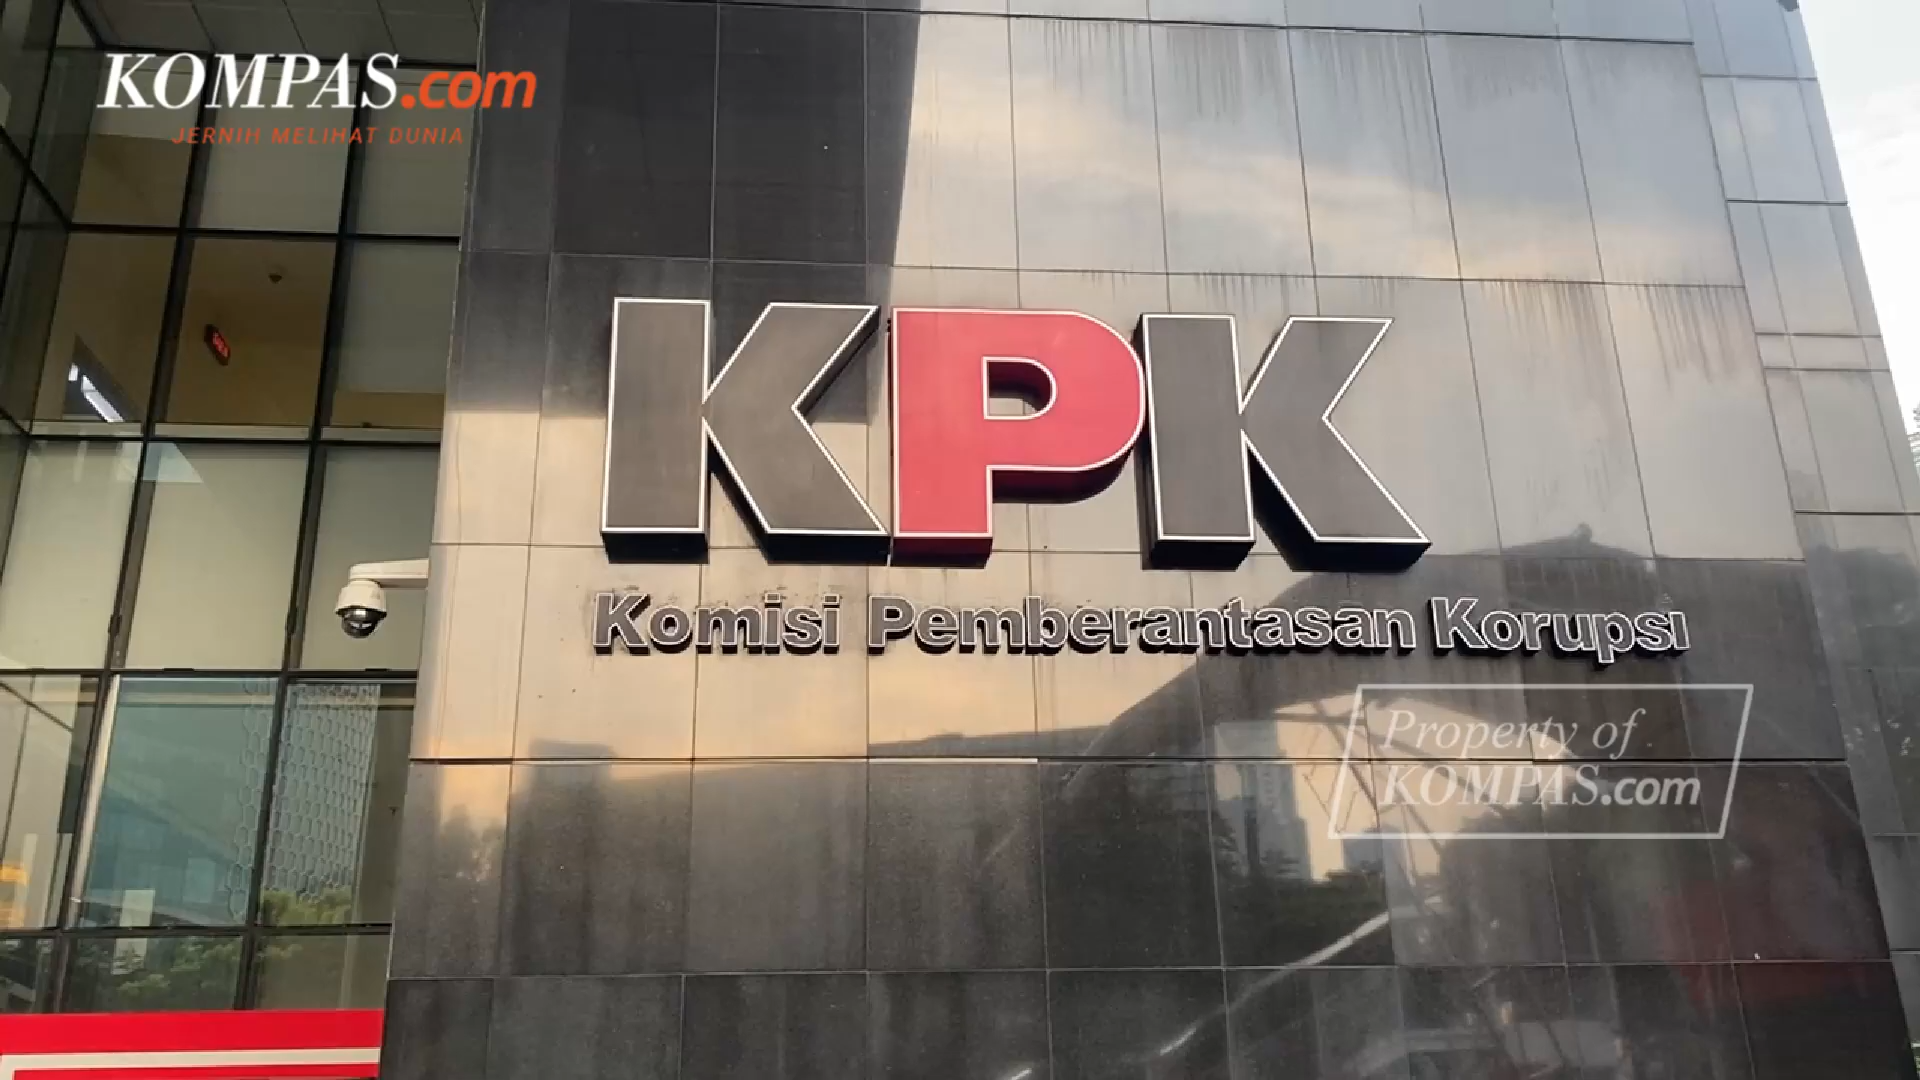 KOMPAS.com
JERNIH MELIHAT DUNIA
KPK
Komisi Pemberantasan Korupsi
Property of
KOMPAS.com